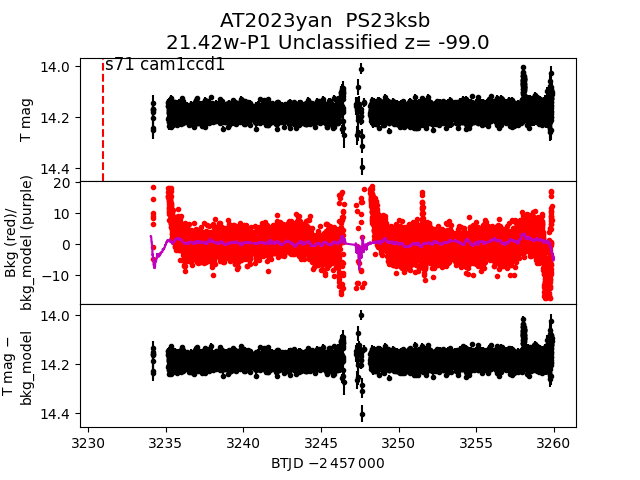 AT2023yan  PS23ksb
21.42w-P1 Unclassified z= -99.0
s71 cam1ccd1
14.0
14.2
14.4
T mag
20
10
0
−10
Bkg (red)/
bkg_model (purple)
14.0
14.2
14.4
T mag −
bkg_model
3230
3235
3240
3245
3250
3255
3260
BTJD −2 457 000